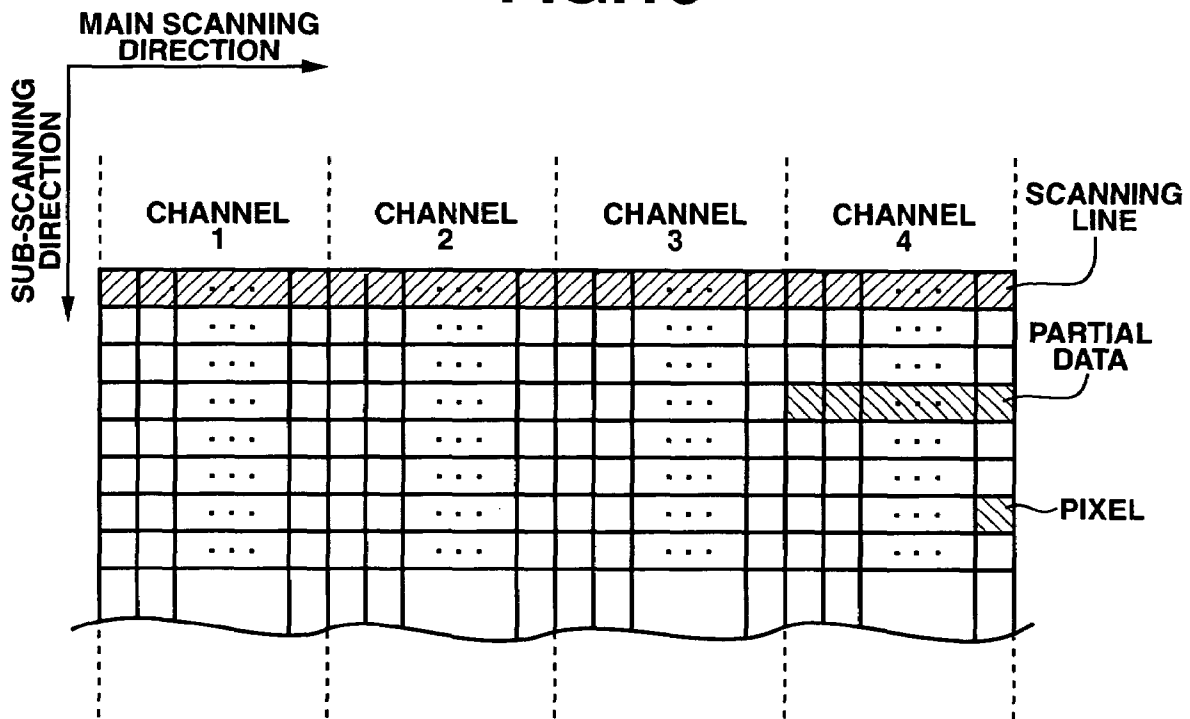 MAIN SCANNING
DIRECTION
SUB-SCANNING
DIRECTION
CHANNEL
1
CHANNEL
2
CHANNEL
3
CHANNEL
4
SCANNING
LINE
PARTIAL
DATA
PIXEL